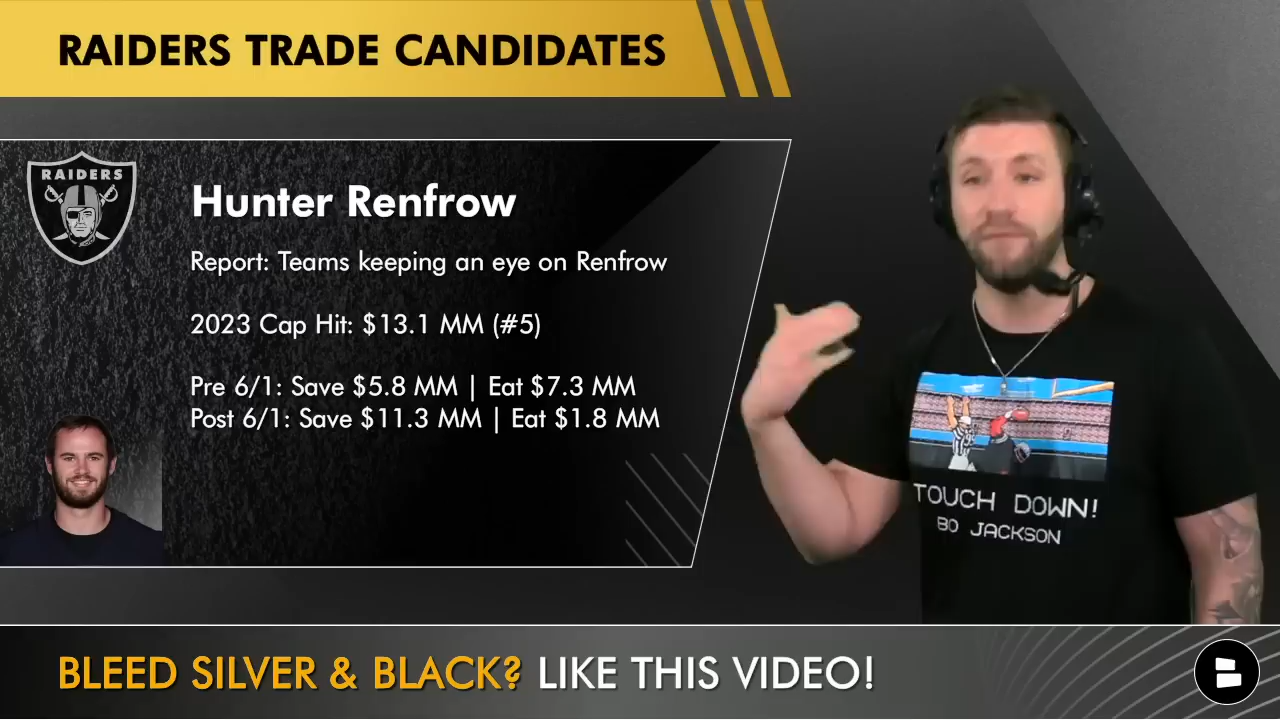 RAIDERS TRADE CANDIDATES
RAIDERS
Hunter Renfrow
Report: Teams keeping an eye on Renfrow
2023 Cap Hit: $13.1 MM (#5)
Pre 6/1: Save $5.8 MM | Eat $7.3 MM
Post 6/1: Save $11.3 MM | Eat $1.8 MM
TOUCH DOWN!
BO JACKSON
BLEED SILVER & BLACK? LIKE THIS VIDEO!